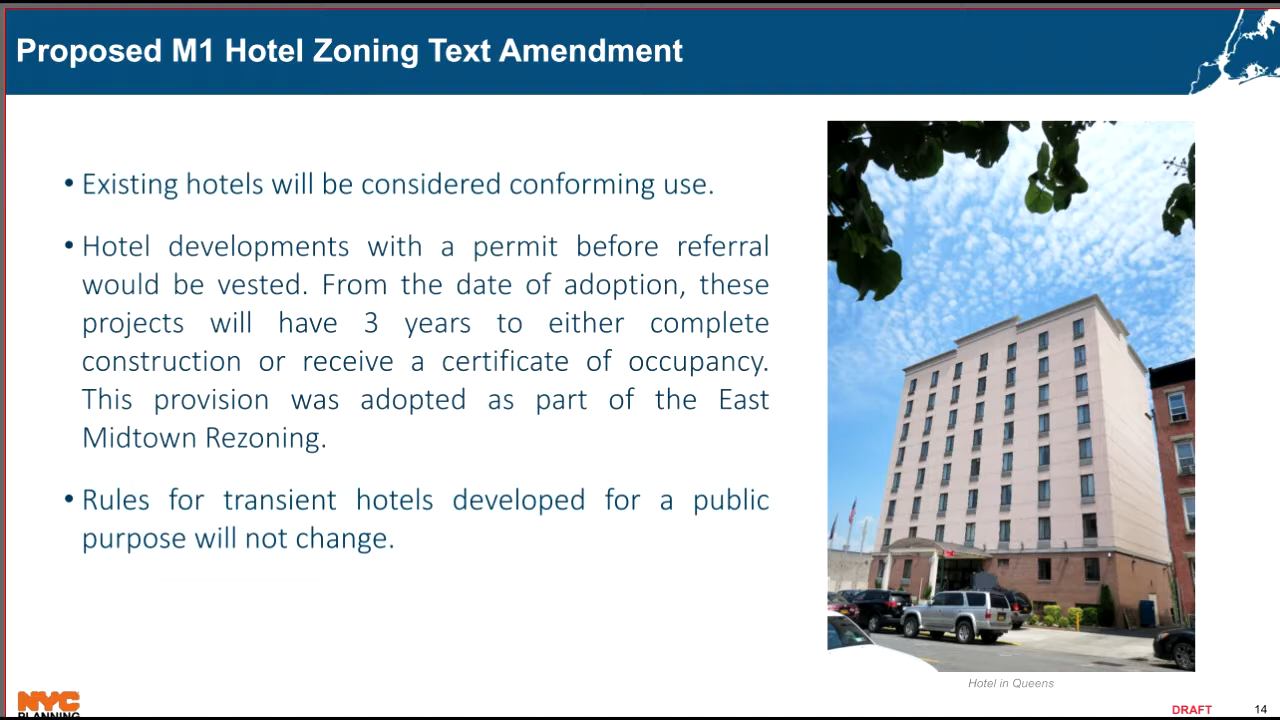 Proposed M1 Hotel Zoning Text Amendment
• Existing hotels will be considered conforming use.
• Hotel developments with a permit before referral
would be vested. From the date of adoption, these
projects will have 3 years to either complete
construction or receive a certificate of occupancy.
This provision was adopted as part of the East
Midtown Rezoning.
• Rules for transient hotels developed for a public
purpose will not change.
Hotel in Queens
NYC
PLANNING
DRAFT
14